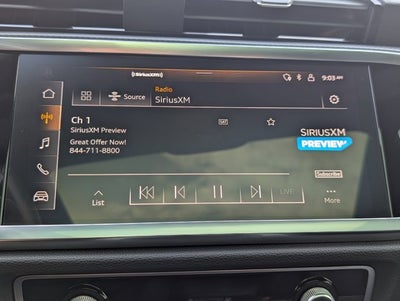 ((SiriusXM))
9:03 AM
Radio
Source
SiriusXM
Ch 1
SAT
SiriusXM Preview
Great Offer Now!
844-711-8800
SIRIUSXM
PREVIEW
Subscribe
List
LIVE
More